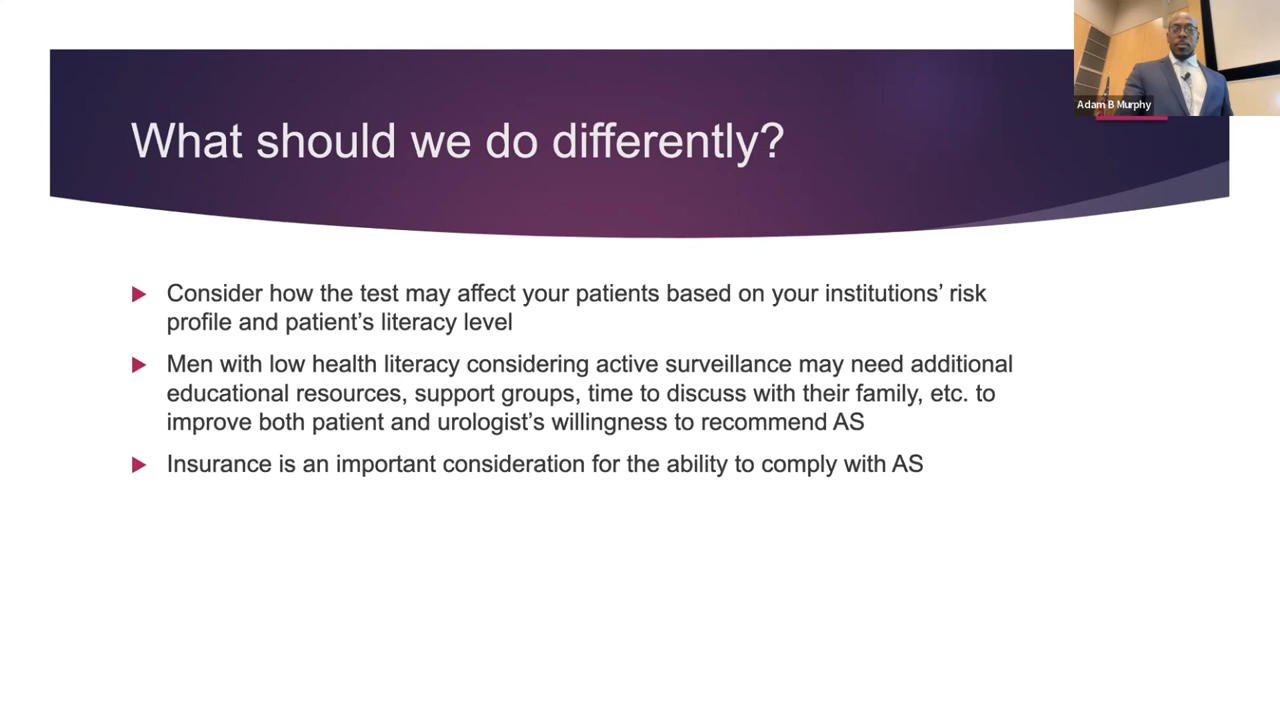 Adam B Murphy
What should we do differently?
Consider how the test may affect your patients based on your institutions’ risk
profile and patient’s literacy level
Men with low health literacy considering active surveillance may need additional
educational resources, support groups, time to discuss with their family, etc. to
improve both patient and urologist’s willingness to recommend AS
Insurance is an important consideration for the ability to comply with AS